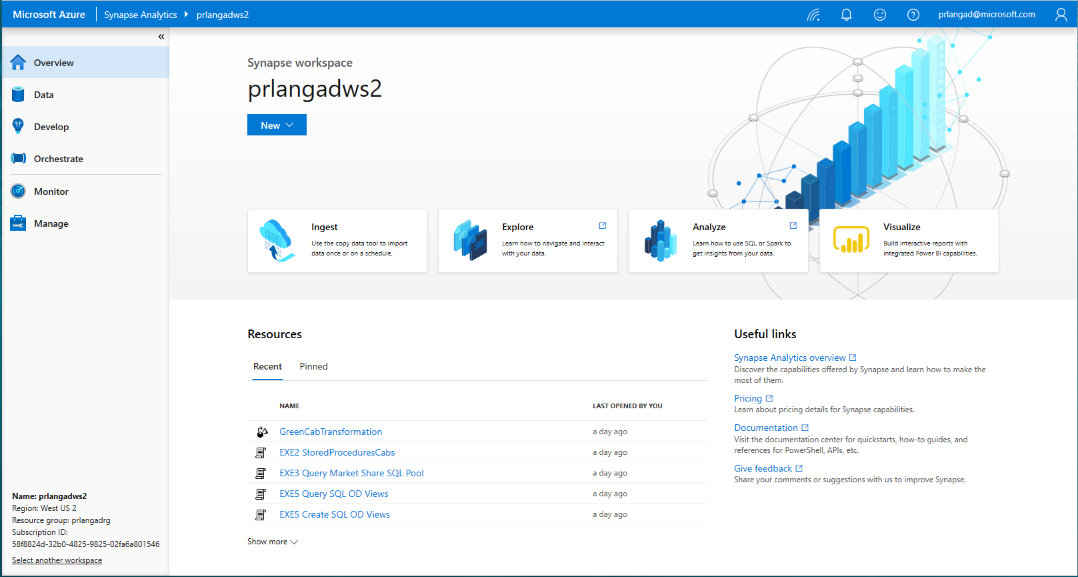 Microsoft Azure Synapse Analytics prlangadws2 prlangad@microsoft.com
«
Overview
Data
Develop
Orchestrate
Monitor
Manage
Name: prlangadws2
Region: West US 2
Resource group: prlangadrg
Subscription ID:
58f8824d-32b0-4825-9825-02fa6a801546
Select another workspace
Synapse workspace
prlangadws2
New
Ingest
Use the copy data tool to import
data once or on a schedule.
Explore
Learn how to navigate and interact
with your data.
Analyze
Learn how to use SQL or Spark to
get insights from your data.
Visualize
Build interactive reports with
integrated Power BI capabilities.
Resources
Recent Pinned
NAME LAST OPENED BY YOU
GreenCabTransformation a day ago
EXE2 StoredProceduresCabs a day ago
EXE3 Query Market Share SQL Pool a day ago
EXE5 Query SQL OD Views a day ago
EXE5 Create SQL OD Views a day ago
Show more
Useful links
Synapse Analytics overview
Discover the capabilities offered by Synapse and learn how to make the
most of them.
Pricing
Learn about pricing details for Synapse capabilities.
Documentation
Visit the documentation center for quickstarts, how-to guides, and
references for PowerShell, APIs, etc.
Give feedback
Share your comments or suggestions with us to improve Synapse.